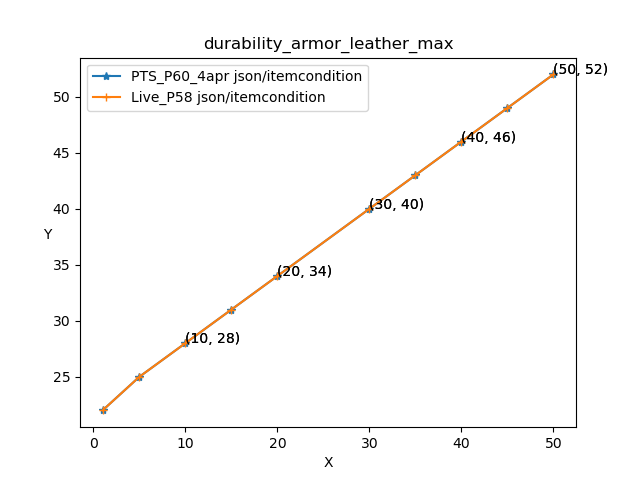 durability_armor_leather_max
PTS_P60_4apr json/itemcondition
Live_P58 json/itemcondition
(50, 52)
(40, 46)
(30, 40)
(20, 34)
(10, 28)
50
45
40
35
30
25
Y
0 10 20 30 40 50
X